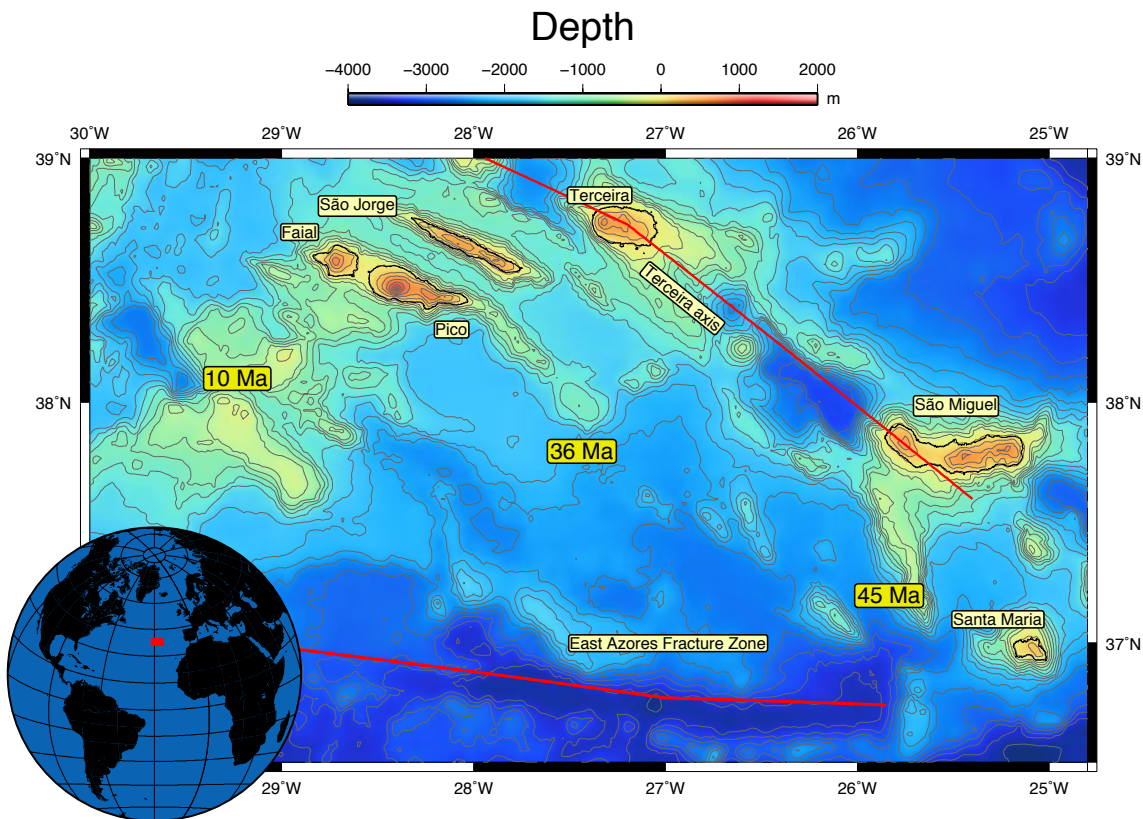 Depth
−4000 −3000 −2000 −1000 0 1000 2000
m
30°W 29°W 28°W 27°W 26°W 25°W
39°N 39°N
Terceira
São Jorge
Faial
Terceira axis
Pico
10 Ma
38°N 38°N
São Miguel
36 Ma
45 Ma
Santa Maria
East Azores Fracture Zone
37°N
29°W 28°W 27°W 26°W 25°W